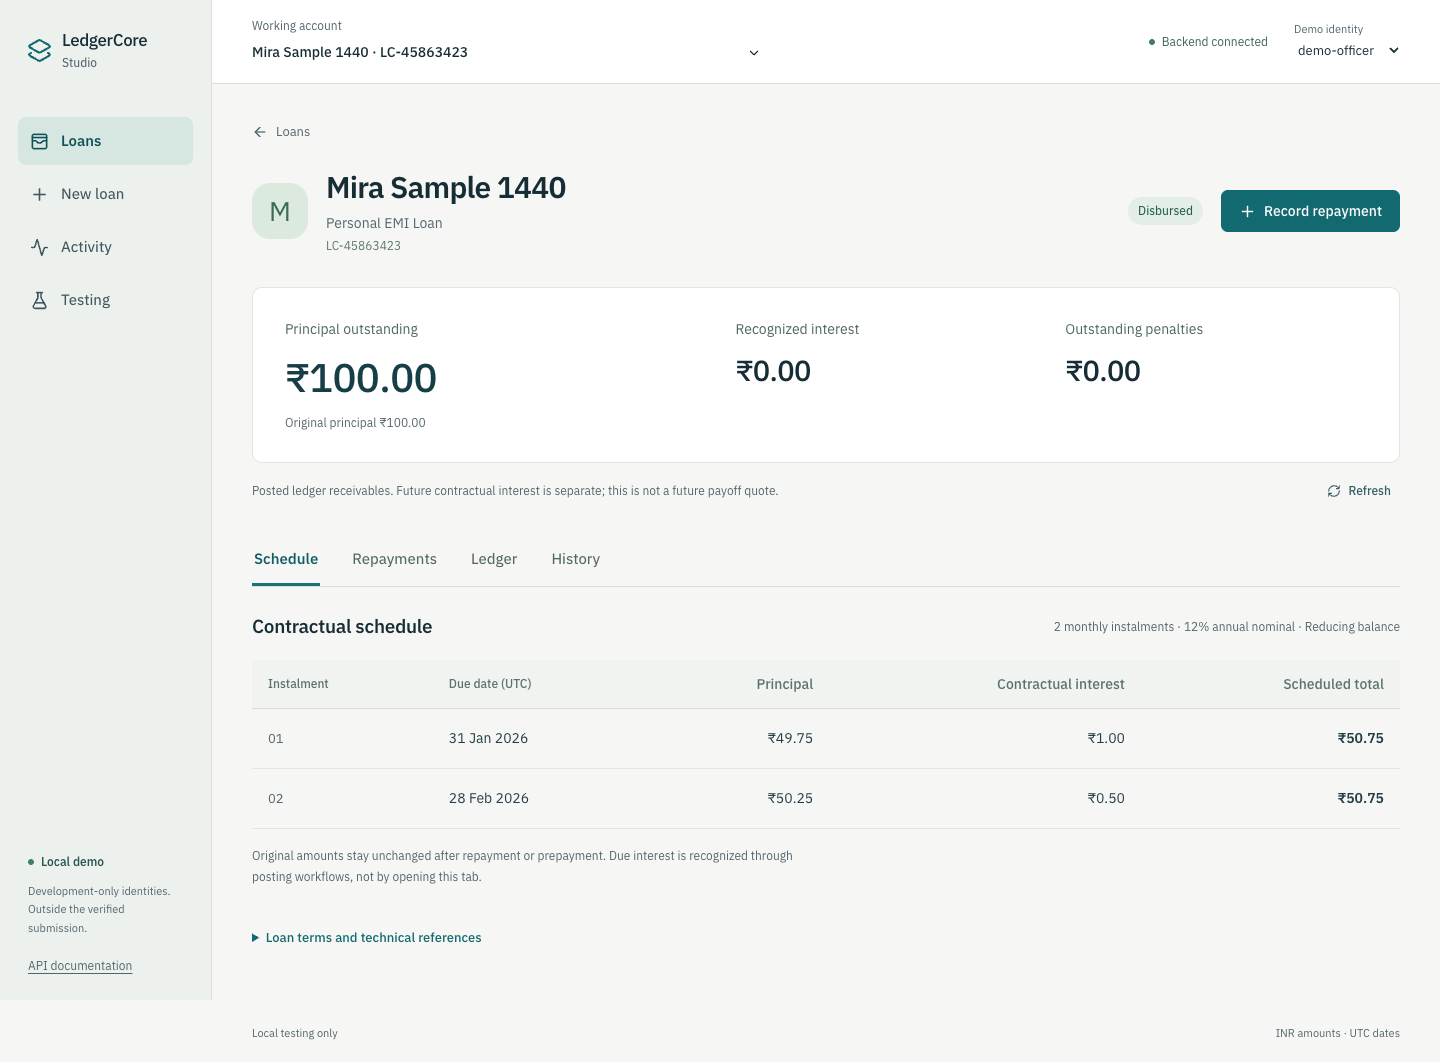 LedgerCore
Studio
Loans
New loan
Activity
Testing
Local demo
Development-only identities.
Outside the verified
submission.
API documentation
Working account
Mira Sample 1440 · LC-45863423
Backend connected
Demo identity
demo-officer
Loans
M
Mira Sample 1440
Personal EMI Loan
LC-45863423
Disbursed
Record repayment
Principal outstanding
₹100.00
Original principal ₹100.00
Recognized interest
₹0.00
Outstanding penalties
₹0.00
Posted ledger receivables. Future contractual interest is separate; this is not a future payoff quote.
Refresh
Schedule Repayments Ledger History
Contractual schedule
2 monthly instalments · 12% annual nominal · Reducing balance
Instalment Due date (UTC) Principal Contractual interest Scheduled total
01 31 Jan 2026 ₹49.75 ₹1.00 ₹50.75
02 28 Feb 2026 ₹50.25 ₹0.50 ₹50.75
Original amounts stay unchanged after repayment or prepayment. Due interest is recognized through
posting workflows, not by opening this tab.
Loan terms and technical references
Local testing only
INR amounts · UTC dates